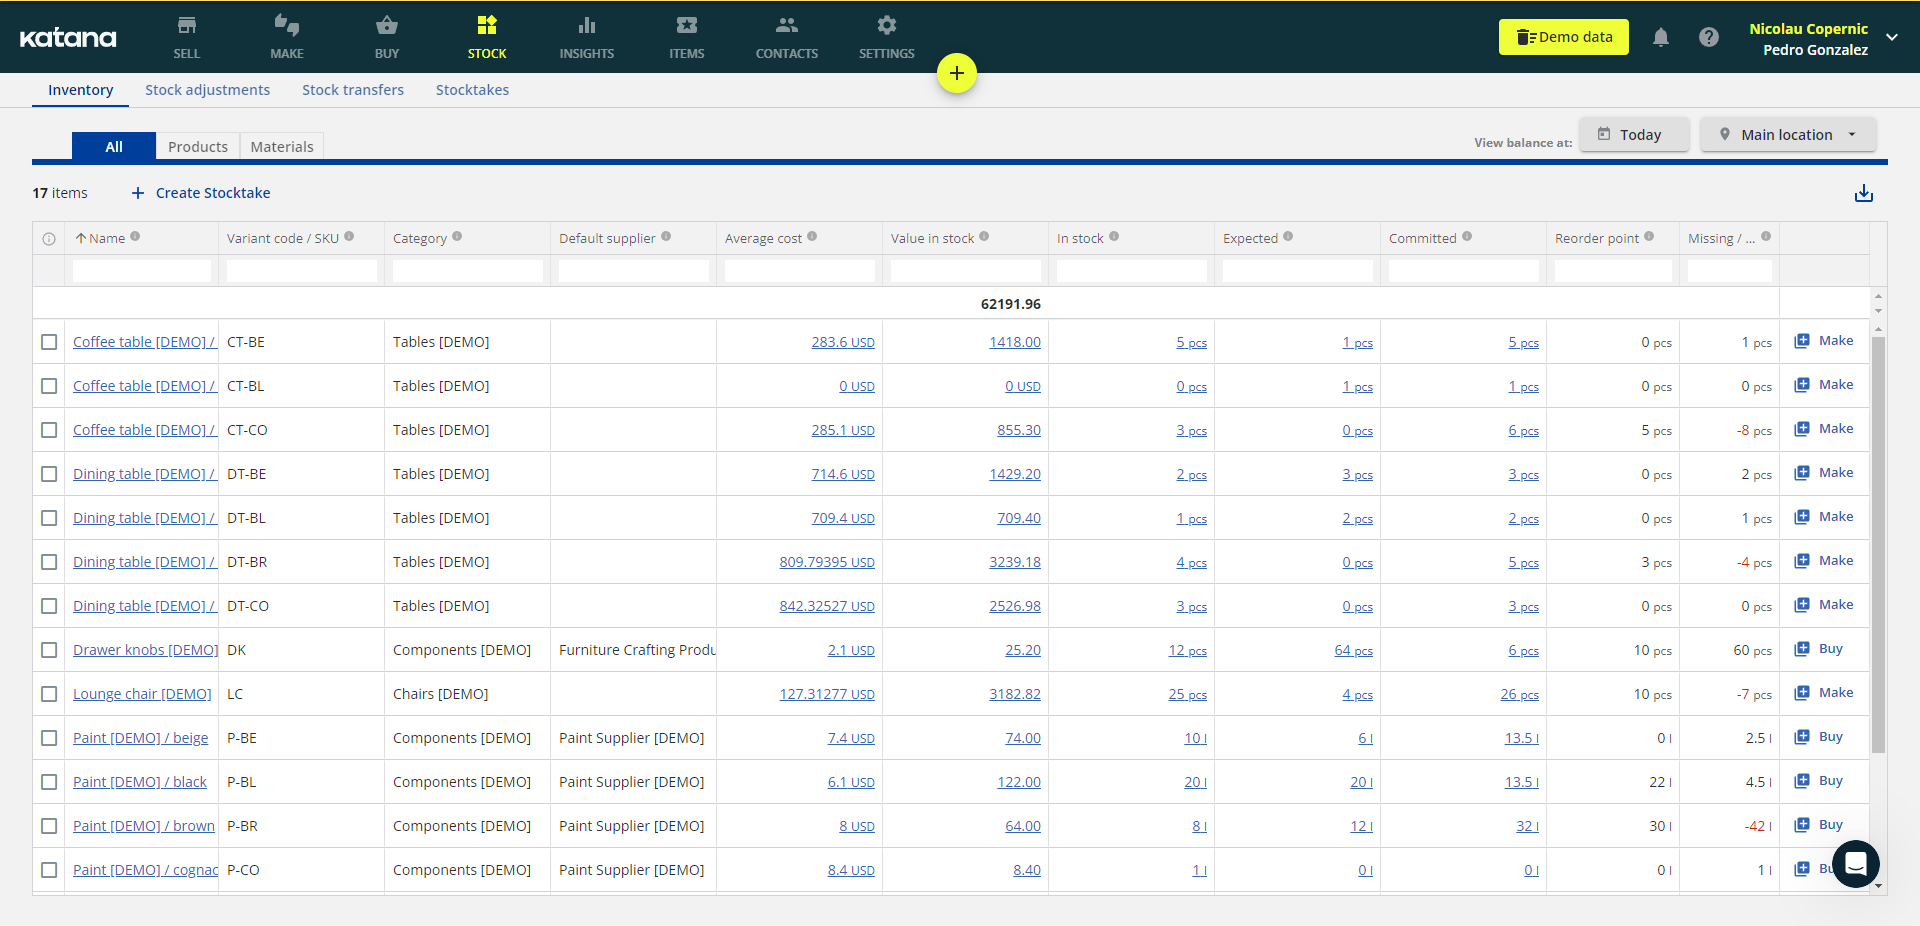 katana
SELL
MAKE
BUY
STOCK
INSIGHTS
ITEMS
CONTACTS
SETTINGS
Demo data
Nicolau Copernic
Pedro Gonzalez
Inventory
Stock adjustments
Stock transfers
Stocktakes
All
Products
Materials
View balance at:
Today
Main location
17 items
Create Stocktake
Name Variant code / SKU Category Default supplier Average cost Value in stock In stock Expected Committed Reorder point Missing / ...
62191.96
Coffee table [DEMO] / CT-BE Tables [DEMO] 283.6 USD 1418.00 5 pcs 1 pcs 5 pcs 0 pcs 1 pcs Make
Coffee table [DEMO] / CT-BL Tables [DEMO] 0 USD 0 USD 0 pcs 1 pcs 1 pcs 0 pcs 0 pcs Make
Coffee table [DEMO] / CT-CO Tables [DEMO] 285.1 USD 855.30 3 pcs 0 pcs 6 pcs 5 pcs -8 pcs Make
Dining table [DEMO] / DT-BE Tables [DEMO] 714.6 USD 1429.20 2 pcs 3 pcs 3 pcs 0 pcs 2 pcs Make
Dining table [DEMO] / DT-BL Tables [DEMO] 709.4 USD 709.40 1 pcs 2 pcs 2 pcs 0 pcs 1 pcs Make
Dining table [DEMO] / DT-BR Tables [DEMO] 809.79395 USD 3239.18 4 pcs 0 pcs 5 pcs 3 pcs -4 pcs Make
Dining table [DEMO] / DT-CO Tables [DEMO] 842.32527 USD 2526.98 3 pcs 0 pcs 3 pcs 0 pcs 0 pcs Make
Drawer knobs [DEMO] DK Components [DEMO] Furniture Crafting Produ 2.1 USD 25.20 12 pcs 64 pcs 6 pcs 10 pcs 60 pcs Buy
Lounge chair [DEMO] LC Chairs [DEMO] 127.31277 USD 3182.82 25 pcs 4 pcs 26 pcs 10 pcs -7 pcs Make
Paint [DEMO] / beige P-BE Components [DEMO] Paint Supplier [DEMO] 7.4 USD 74.00 10 l 6 l 13.5 l 0 l 2.5 l Buy
Paint [DEMO] / black P-BL Components [DEMO] Paint Supplier [DEMO] 6.1 USD 122.00 20 l 20 l 13.5 l 22 l 4.5 l Buy
Paint [DEMO] / brown P-BR Components [DEMO] Paint Supplier [DEMO] 8 USD 64.00 8 l 12 l 32 l 30 l -42 l Buy
Paint [DEMO] / cognac P-CO Components [DEMO] Paint Supplier [DEMO] 8.4 USD 8.40 1 l 0 l 0 l 0 l 1 l Bu